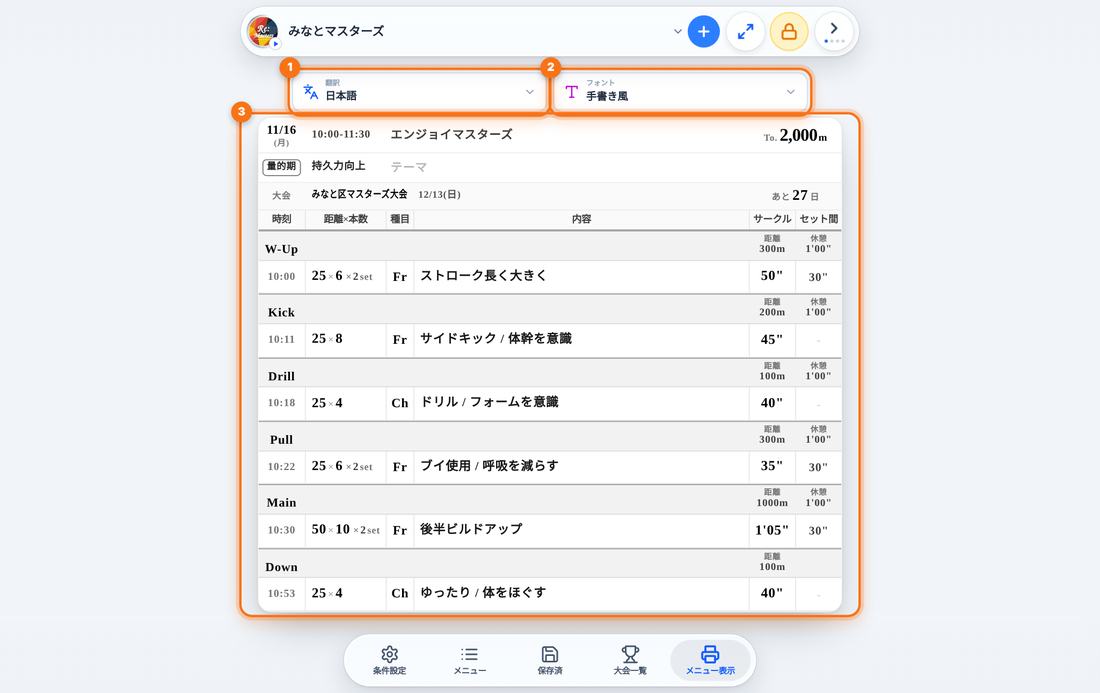 みなとマスターズ
1
2
翻訳
日本語
フォント
手書き風
3
11/16
(月)
10:00-11:30
エンジョイマスターズ
To. 2,000m
量的期
持久力向上
テーマ
大会
みなと区マスターズ大会 12/13(日)
あと 27 日
時刻 距離×本数 種目 内容 サークル セット間
W-Up
距離 休憩
300m 1'00"
10:00 25×6×2set Fr ストローク長く大きく 50" 30"
Kick
距離 休憩
200m 1'00"
10:11 25×8 Fr サイドキック / 体幹を意識 45" -
Drill
距離 休憩
100m 1'00"
10:18 25×4 Ch ドリル / フォームを意識 40" -
Pull
距離 休憩
300m 1'00"
10:22 25×6×2set Fr ブイ使用 / 呼吸を減らす 35" 30"
Main
距離 休憩
1000m 1'00"
10:30 50×10×2set Fr 後半ビルドアップ 1'05" 30"
Down
距離
100m
10:53 25×4 Ch ゆったり / 体をほぐす 40" -
条件設定 メニュー 保存済 大会一覧 メニュー表示